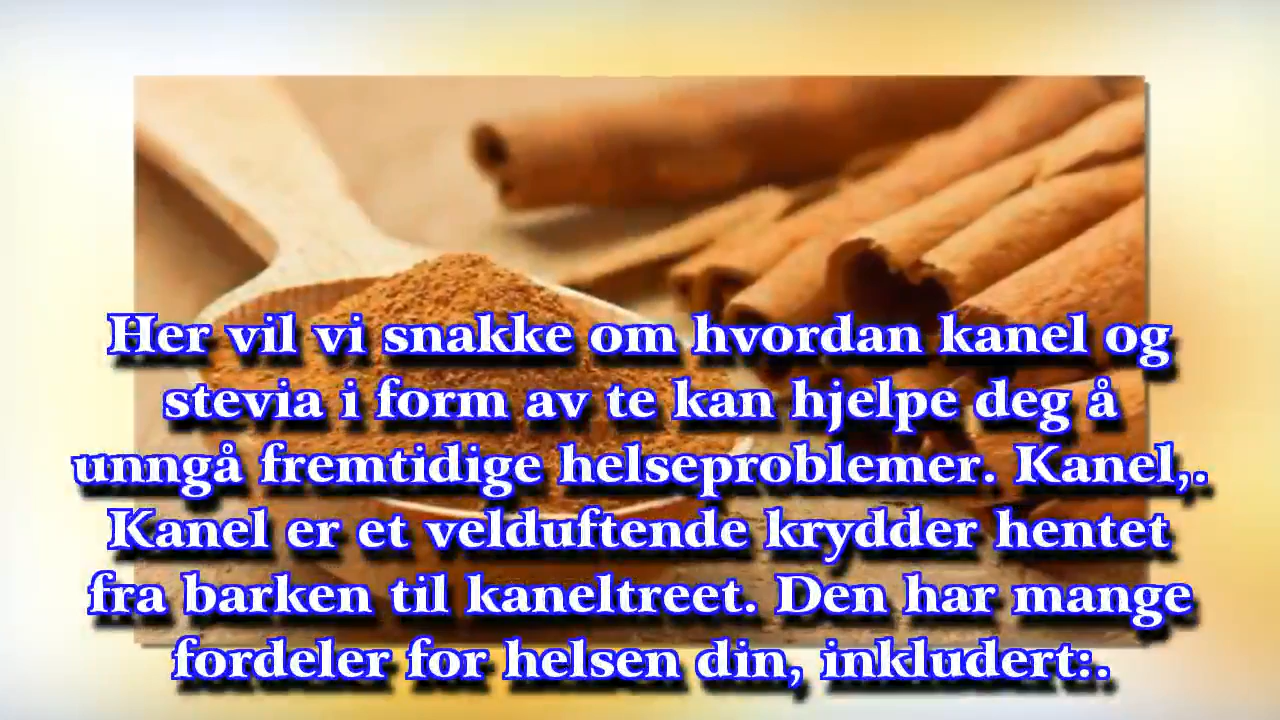 Her vil vi snakke om hvordan kanel og
stevia i form av te kan hjelpe deg å
unngå fremtidige helseproblemer. Kanel,.
Kanel er et velduftende krydder hentet
fra barken til kaneltreet. Den har mange
fordeler for helsen din, inkludert:.